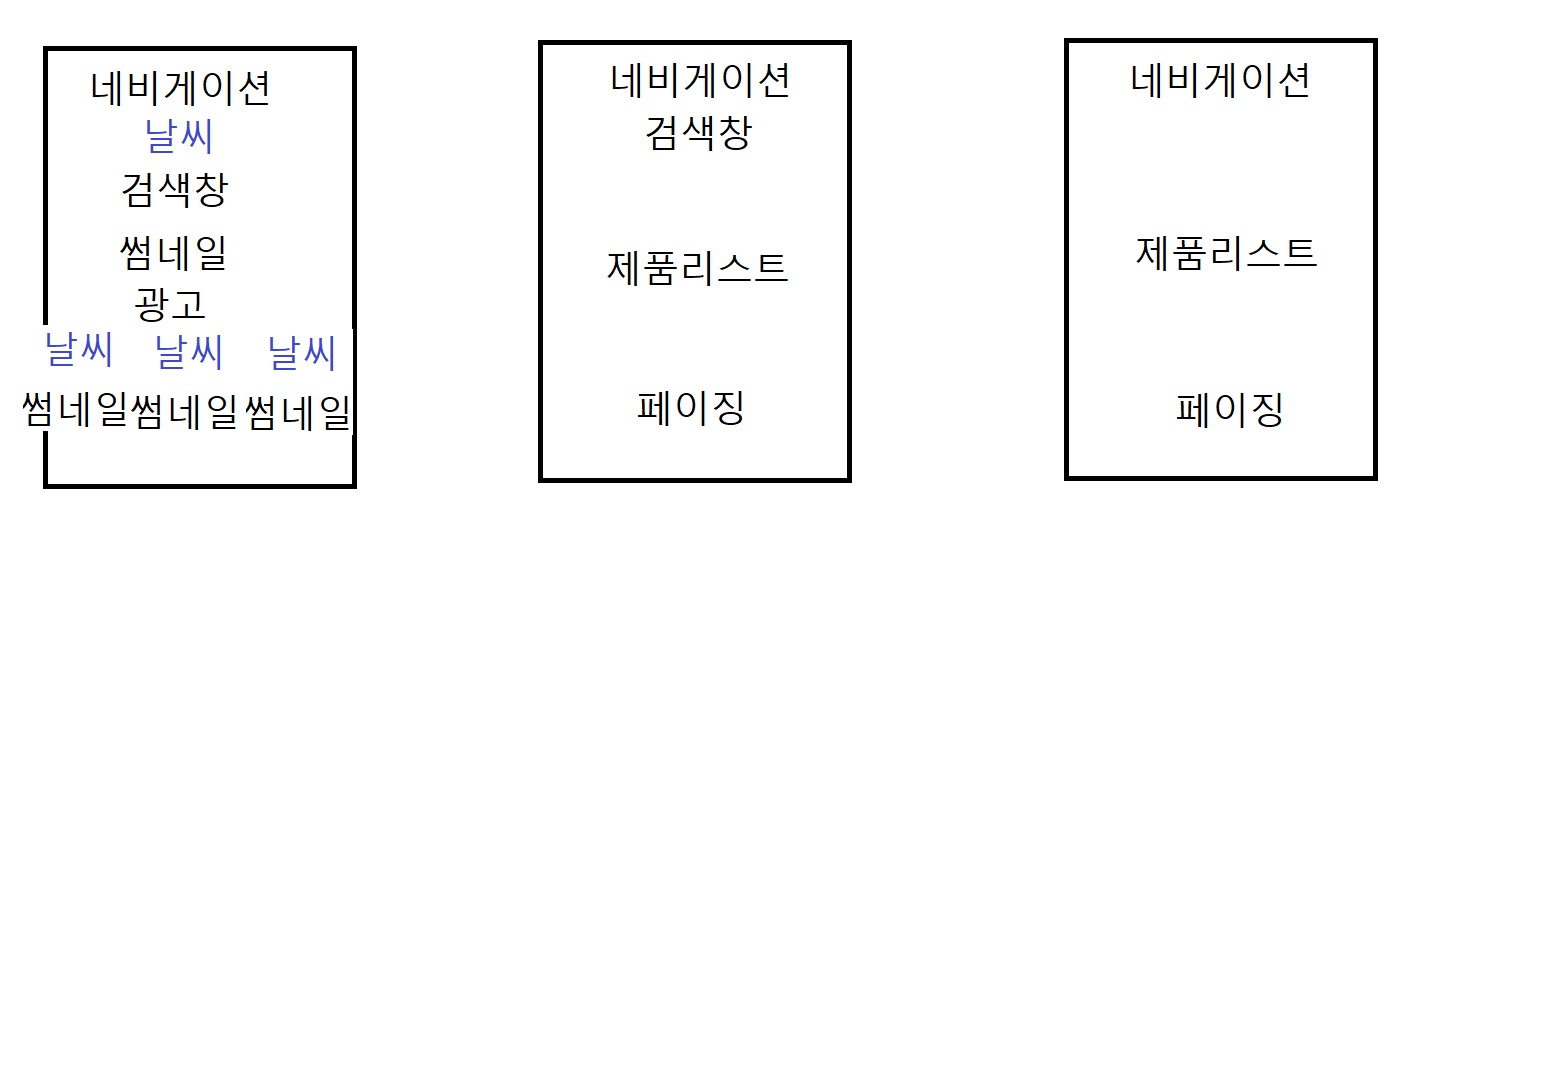 네비게이션
날씨
검색창
썸네일
광고
날씨 날씨 날씨
썸네일 썸네일 썸네일
네비게이션
검색창
제품리스트
페이징
네비게이션
제품리스트
페이징